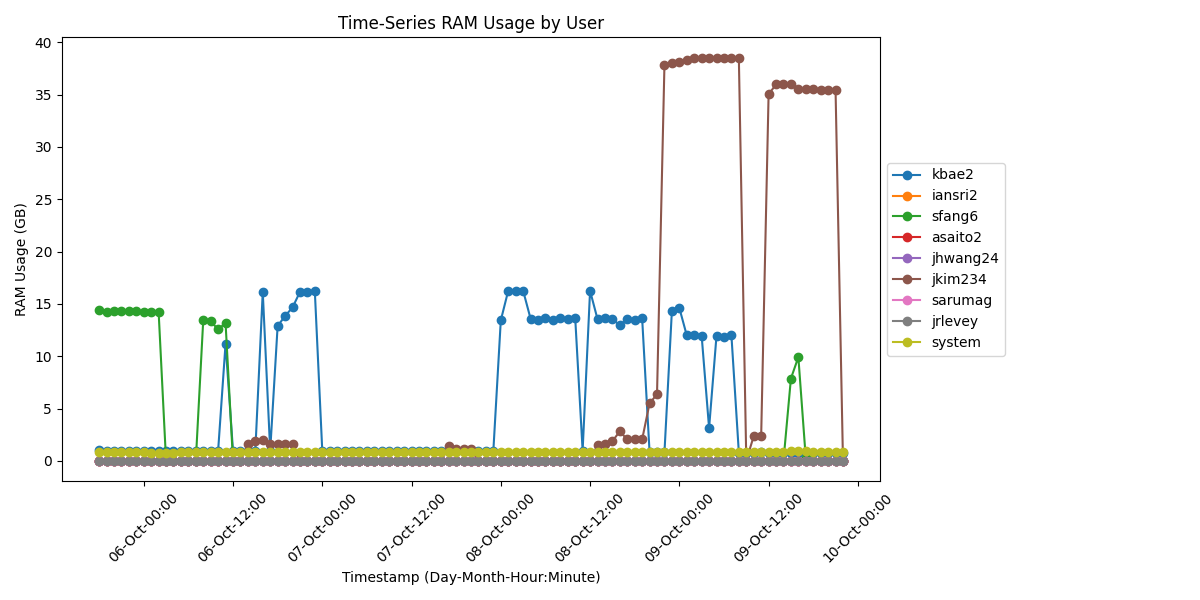 Time-Series RAM Usage by User
40
35
30
25
20
15
10
5
0
RAM Usage (GB)
06-Oct-00:00
06-Oct-12:00
07-Oct-00:00
07-Oct-12:00
08-Oct-00:00
08-Oct-12:00
09-Oct-00:00
09-Oct-12:00
10-Oct-00:00
Timestamp (Day-Month-Hour:Minute)
kbae2
iansri2
sfang6
asaito2
jhwang24
jkim234
sarumag
jrlevey
system